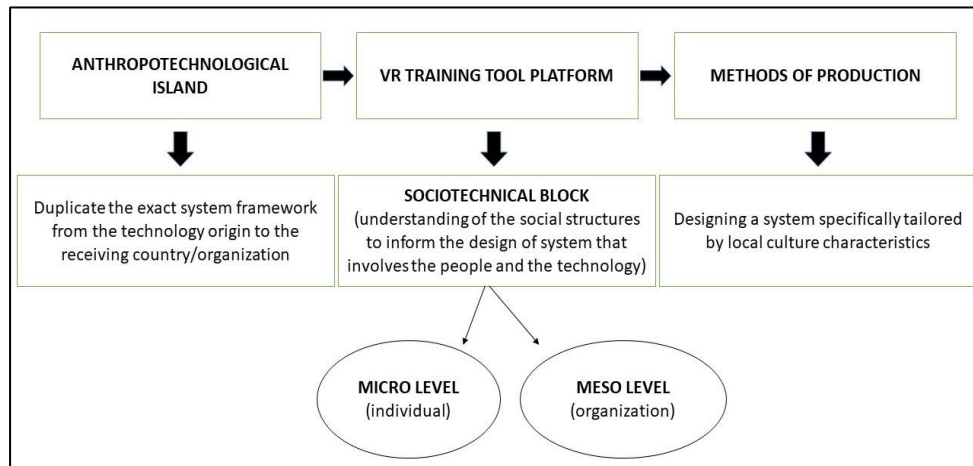 ANTHROPOTECHNOLOGICAL
ISLAND
VR TRAINING TOOL PLATFORM
METHODS OF PRODUCTION
Duplicate the exact system framework
from the technology origin to the
receiving country/organization
SOCIOTECHNICAL BLOCK
(understanding of the social structures
to inform the design of system that
involves the people and the technology)
Designing a system specifically tailored
by local culture characteristics
MICRO LEVEL
(individual)
MESO LEVEL
(organization)